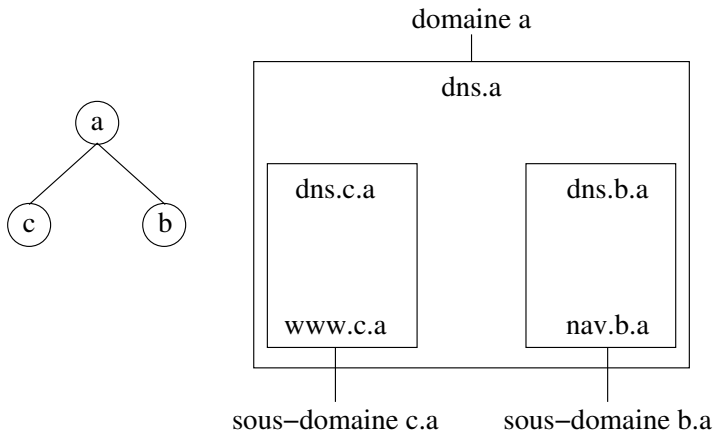 domaine a
dns.a
a
c
b
dns.c.a
dns.b.a
www.c.a
nav.b.a
sous−domaine c.a
sous−domaine b.a